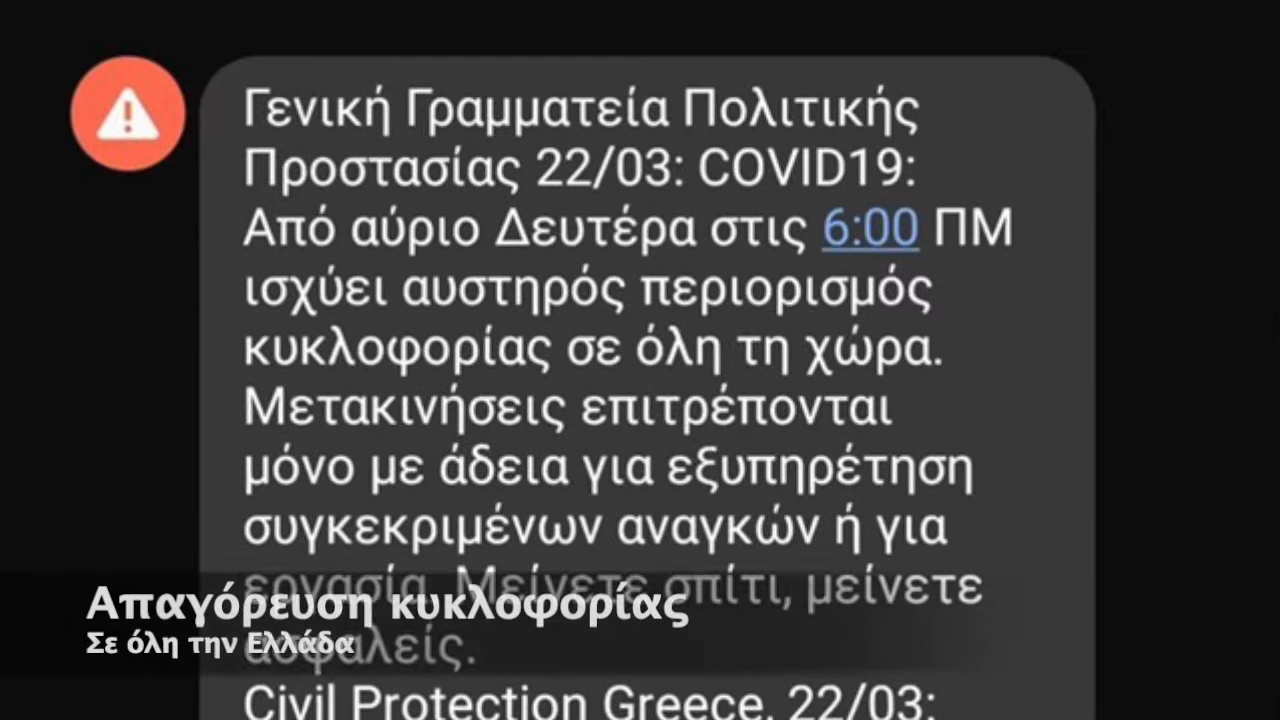 Γενική Γραμματεία Πολιτικής
Προστασίας 22/03: COVID19:
Από αύριο Δευτέρα στις 6:00 ΠΜ
ισχύει αυστηρός περιορισμός
κυκλοφορίας σε όλη τη χώρα.
Μετακινήσεις επιτρέπονται
μόνο με άδεια για εξυπηρέτηση
συγκεκριμένων αναγκών ή για
εργασία. Μείνετε σπίτι, μείνετε
ασφαλείς.
Civil Protection Greece, 22/03:
Απαγόρευση κυκλοφορίας
Σε όλη την Ελλάδα